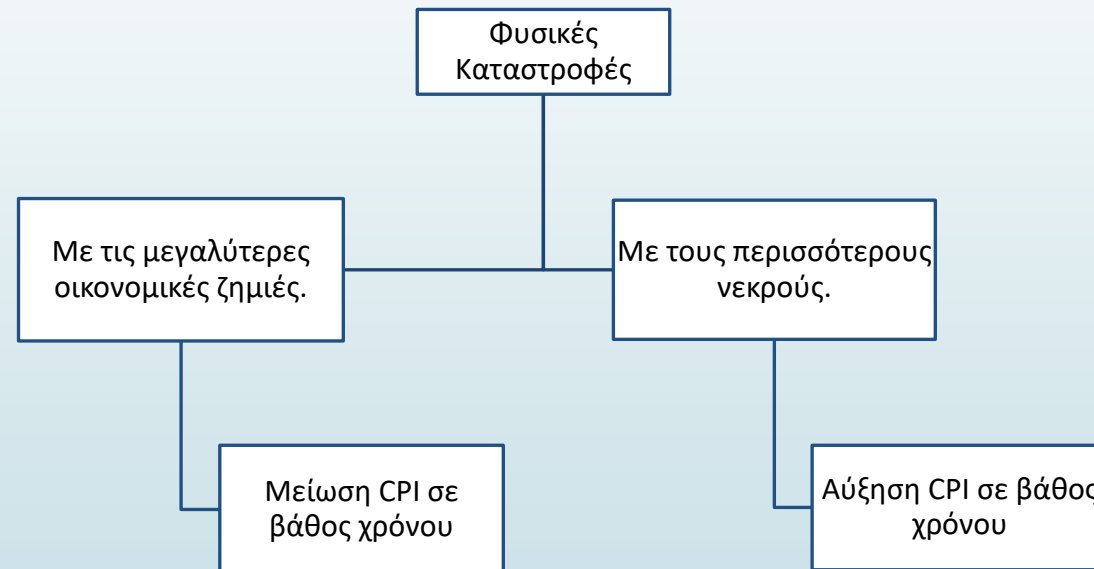 Φυσικές
Καταστροφές
Με τις μεγαλύτερες
οικονομικές ζημιές.
Με τους περισσότερους
νεκρούς.
Μείωση CPI σε
βάθος χρόνου
Αύξηση CPI σε βάθος
χρόνου